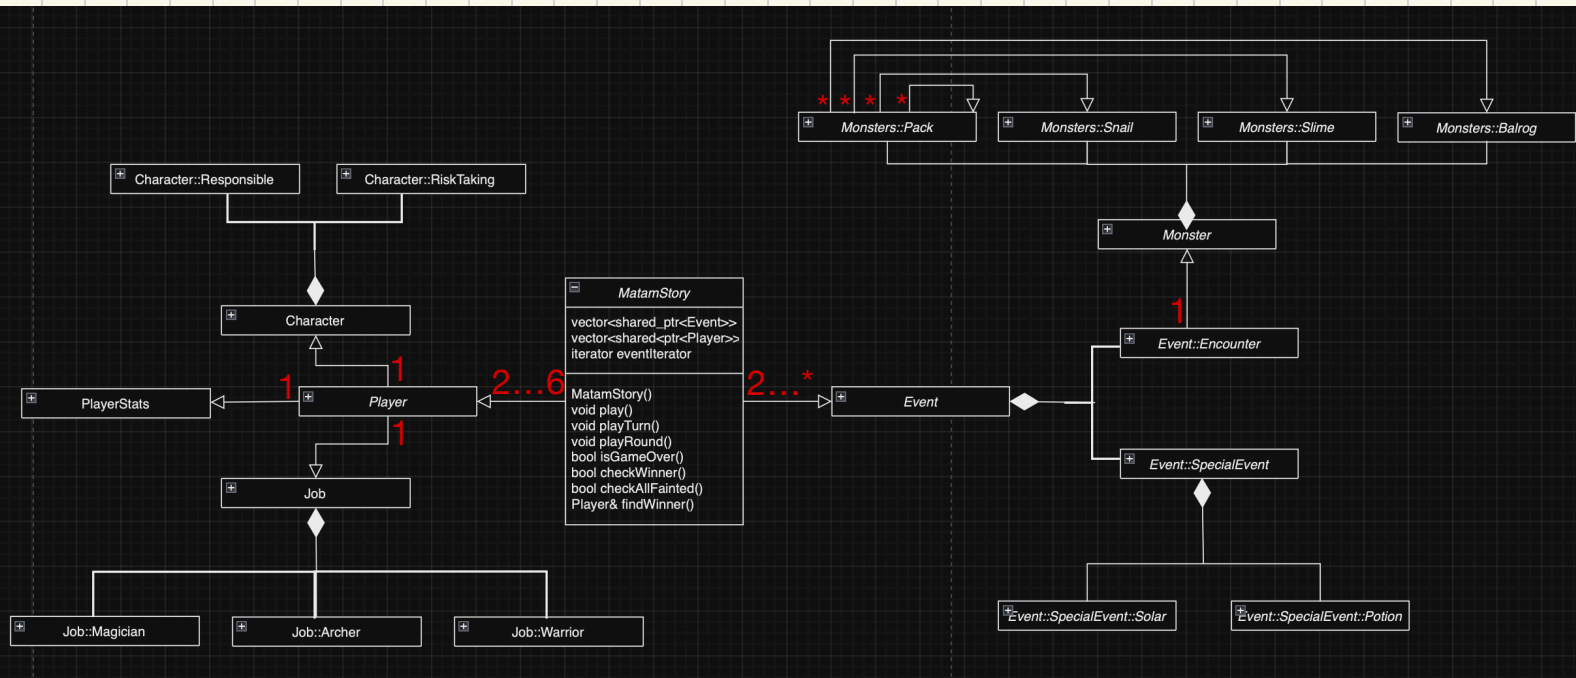 * * * *
Monsters::Pack
Monsters::Snail
Monsters::Slime
Monsters::Balrog
Character::Responsible
Character::RiskTaking
Monster
Character
MatamStory
vector<shared_ptr<Event>>
vector<shared<ptr<Player>>
iterator eventIterator
1
Event::Encounter
1
1
2...6
2...*
PlayerStats
Player
Event
MatamStory()
void play()
void playTurn()
void playRound()
bool isGameOver()
bool checkWinner()
bool checkAllFainted()
Player& findWinner()
1
Event::SpecialEvent
Job
Event::SpecialEvent::Solar
Event::SpecialEvent::Potion
Job::Magician
Job::Archer
Job::Warrior